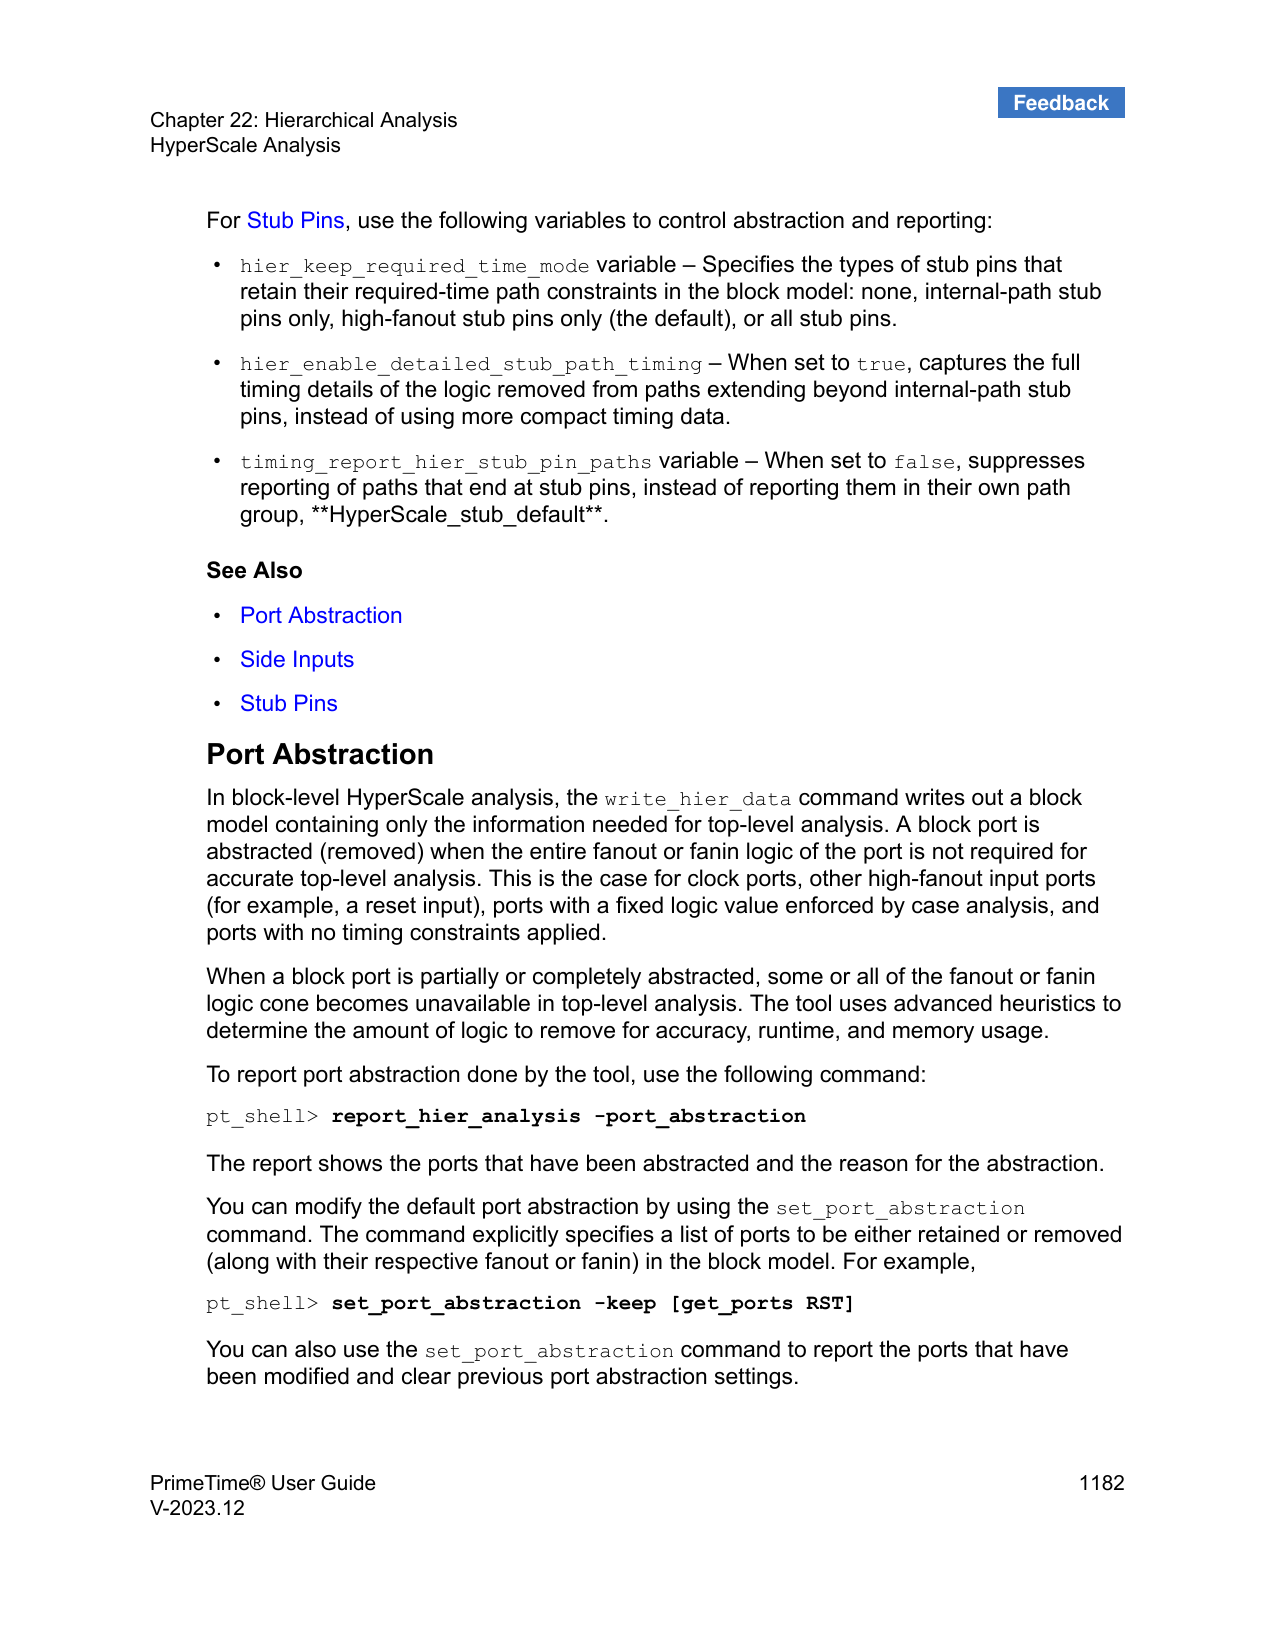 Feedback
Chapter 22: Hierarchical Analysis
HyperScale Analysis
For Stub Pins, use the following variables to control abstraction and reporting:
• hier_keep_required_time_mode variable – Specifies the types of stub pins that
retain their required-time path constraints in the block model: none, internal-path stub
pins only, high-fanout stub pins only (the default), or all stub pins.
• hier_enable_detailed_stub_path_timing – When set to true, captures the full
timing details of the logic removed from paths extending beyond internal-path stub
pins, instead of using more compact timing data.
• timing_report_hier_stub_pin_paths variable – When set to false, suppresses
reporting of paths that end at stub pins, instead of reporting them in their own path
group, **HyperScale_stub_default**.
See Also
• Port Abstraction
• Side Inputs
• Stub Pins
Port Abstraction
In block-level HyperScale analysis, the write_hier_data command writes out a block
model containing only the information needed for top-level analysis. A block port is
abstracted (removed) when the entire fanout or fanin logic of the port is not required for
accurate top-level analysis. This is the case for clock ports, other high-fanout input ports
(for example, a reset input), ports with a fixed logic value enforced by case analysis, and
ports with no timing constraints applied.
When a block port is partially or completely abstracted, some or all of the fanout or fanin
logic cone becomes unavailable in top-level analysis. The tool uses advanced heuristics to
determine the amount of logic to remove for accuracy, runtime, and memory usage.
To report port abstraction done by the tool, use the following command:
pt_shell> report_hier_analysis -port_abstraction
The report shows the ports that have been abstracted and the reason for the abstraction.
You can modify the default port abstraction by using the set_port_abstraction
command. The command explicitly specifies a list of ports to be either retained or removed
(along with their respective fanout or fanin) in the block model. For example,
pt_shell> set_port_abstraction -keep [get_ports RST]
You can also use the set_port_abstraction command to report the ports that have
been modified and clear previous port abstraction settings.
PrimeTime® User Guide
1182
V-2023.12